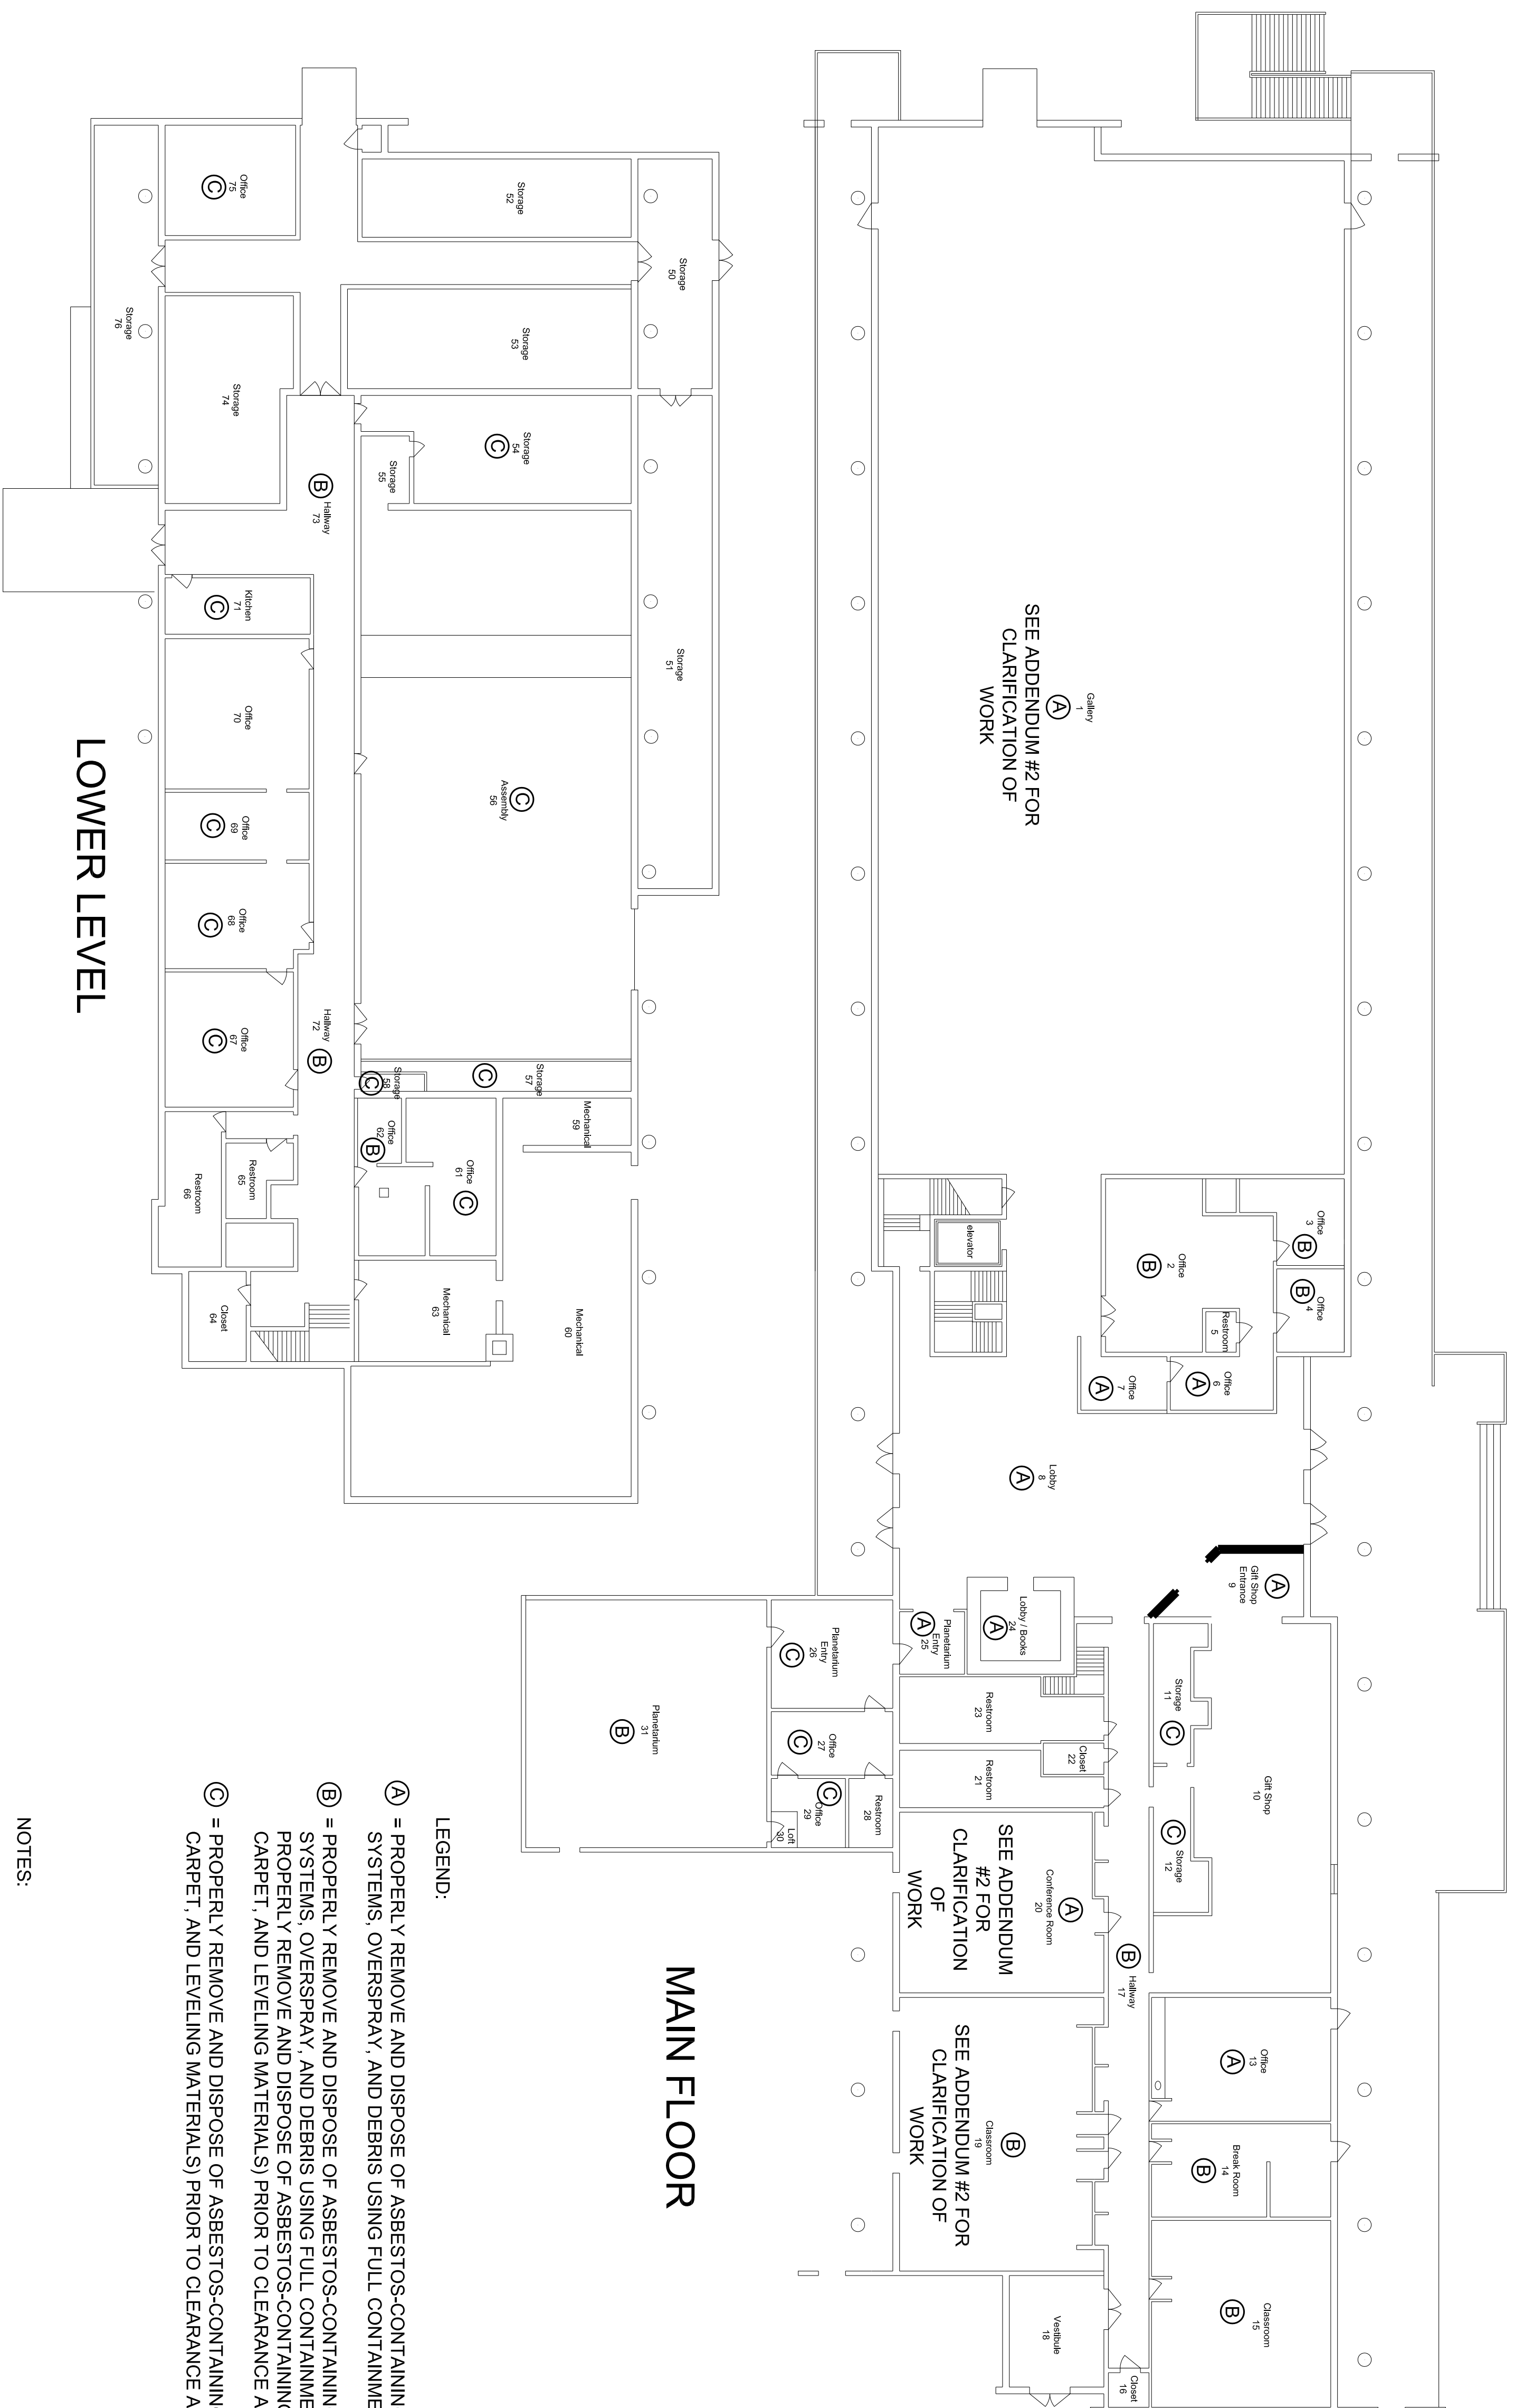 Gallery
1
A
SEE ADDENDUM #2 FOR
CLARIFICATION OF
WORK
Office
3
B
Office
2
B
Office
4
B
Restroom
5
Office
6
A
Office
7
A
elevator
Lobby
8
A
A
Gift Shop
Entrance
9
Lobby / Books
24
A
Planetarium
Entry
25
A
Planetarium
Entry
26
C
Storage
11
C
Gift Shop
10
Storage
12
C
Restroom
23
Closet
22
Restroom
21
Office
27
C
Restroom
28
C
Office
29
Loft
30
Planetarium
31
B
A
Conference Room
20
SEE ADDENDUM
#2 FOR
CLARIFICATION
OF
WORK
B
Hallway
17
Office
13
A
Break Room
14
B
Classroom
15
B
B
Classroom
19
SEE ADDENDUM #2 FOR
CLARIFICATION OF
WORK
Vestibule
18
Closet
16
MAIN FLOOR
Storage
50
Storage
52
Storage
53
Storage
54
C
Storage
55
Storage
51
C
Assembly
56
Storage
57
C
Storage
58
C
Mechanical
59
Mechanical
60
Office
61
C
Office
62
B
Mechanical
63
Office
75
C
Storage
76
Storage
74
B
Hallway
73
Kitchen
71
C
Office
70
Office
69
C
Office
68
C
Office
67
C
Hallway
72
B
Restroom
65
Restroom
66
Closet
64
LOWER LEVEL
LEGEND:
A = PROPERLY REMOVE AND DISPOSE OF ASBESTOS-CONTAININ
SYSTEMS, OVERSPRAY, AND DEBRIS USING FULL CONTAINME
B = PROPERLY REMOVE AND DISPOSE OF ASBESTOS-CONTAININ
SYSTEMS, OVERSPRAY, AND DEBRIS USING FULL CONTAINME
PROPERLY REMOVE AND DISPOSE OF ASBESTOS-CONTAINING
CARPET, AND LEVELING MATERIALS) PRIOR TO CLEARANCE A
C = PROPERLY REMOVE AND DISPOSE OF ASBESTOS-CONTAINING
CARPET, AND LEVELING MATERIALS) PRIOR TO CLEARANCE A
NOTES: